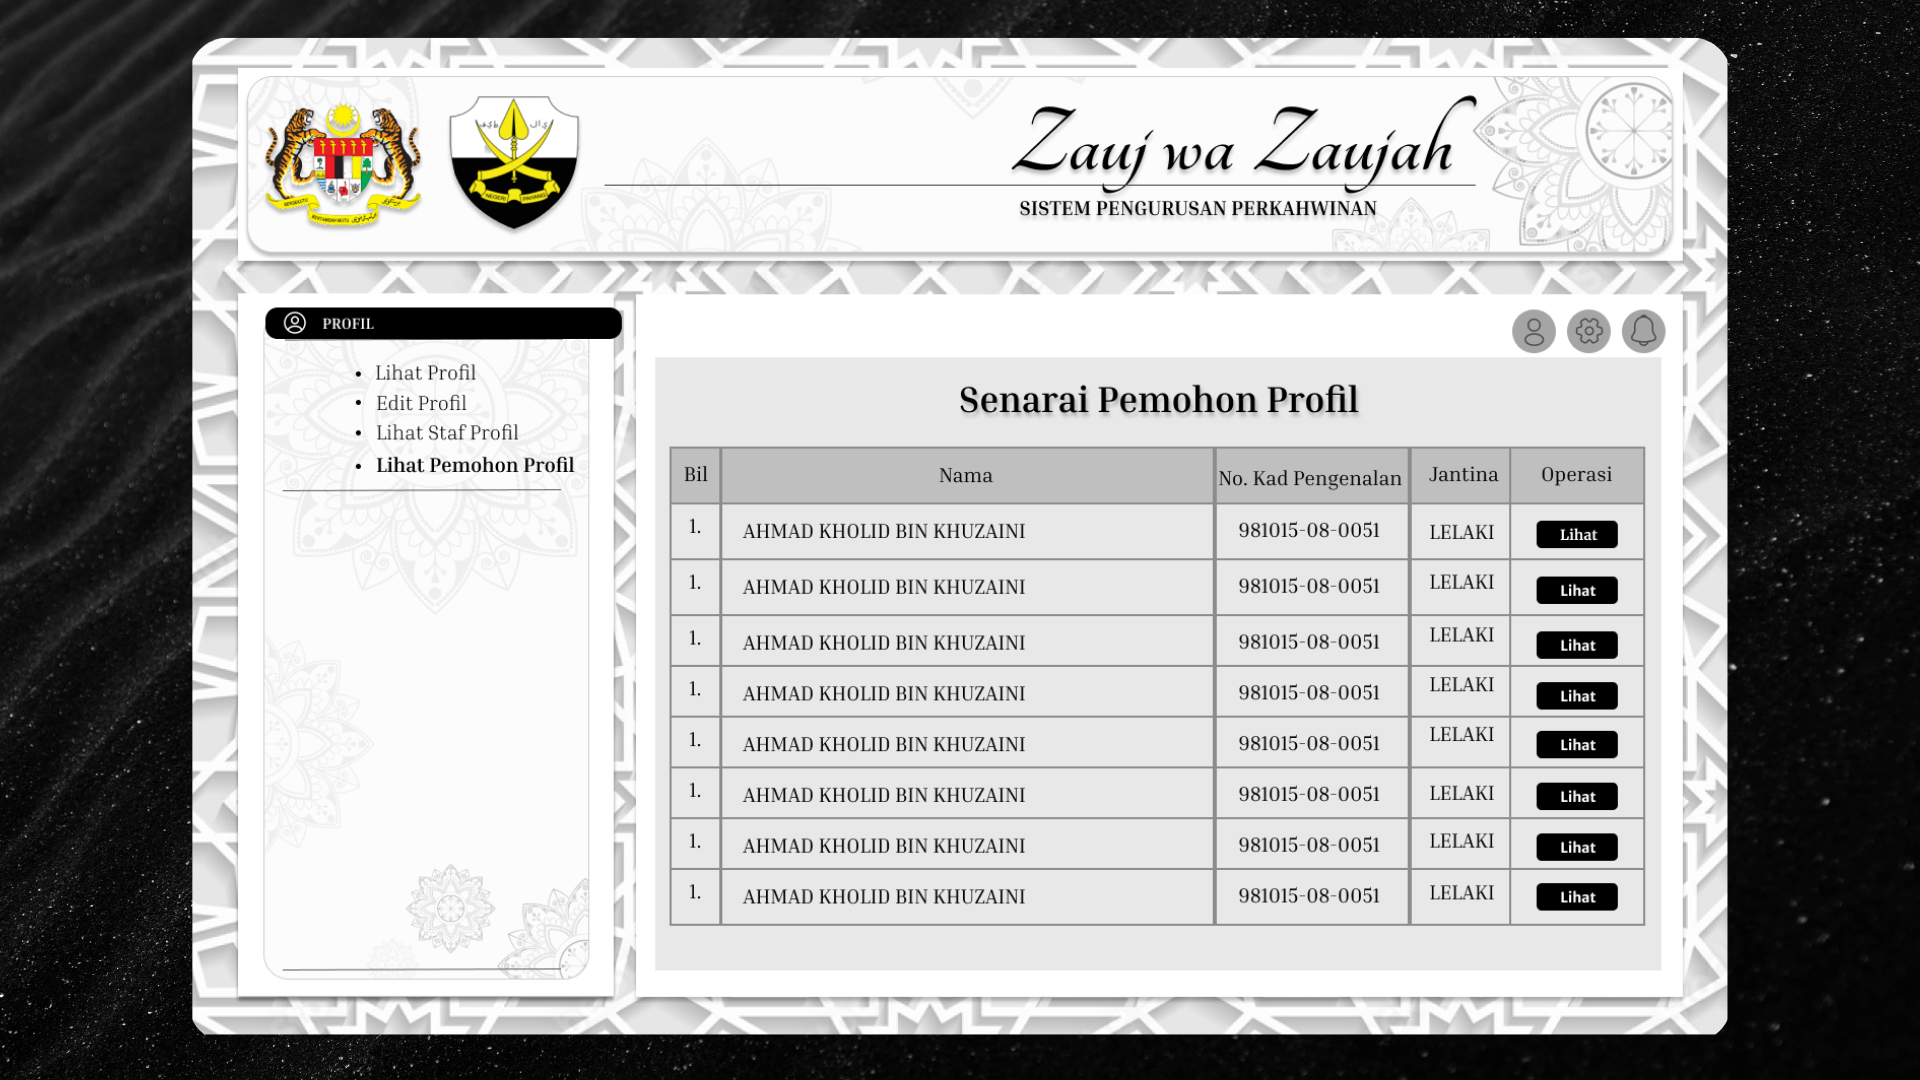 Zauj wa Zaujah
SISTEM PENGURUSAN PERKAHWINAN
NEGERI PAHANG
PROFIL
• Lihat Profil
• Edit Profil
• Lihat Staf Profil
• Lihat Pemohon Profil
Senarai Pemohon Profil
Bil Nama No. Kad Pengenalan Jantina Operasi
1. AHMAD KHOLID BIN KHUZAINI 981015-08-0051 LELAKI Lihat
1. AHMAD KHOLID BIN KHUZAINI 981015-08-0051 LELAKI Lihat
1. AHMAD KHOLID BIN KHUZAINI 981015-08-0051 LELAKI Lihat
1. AHMAD KHOLID BIN KHUZAINI 981015-08-0051 LELAKI Lihat
1. AHMAD KHOLID BIN KHUZAINI 981015-08-0051 LELAKI Lihat
1. AHMAD KHOLID BIN KHUZAINI 981015-08-0051 LELAKI Lihat
1. AHMAD KHOLID BIN KHUZAINI 981015-08-0051 LELAKI Lihat
1. AHMAD KHOLID BIN KHUZAINI 981015-08-0051 LELAKI Lihat